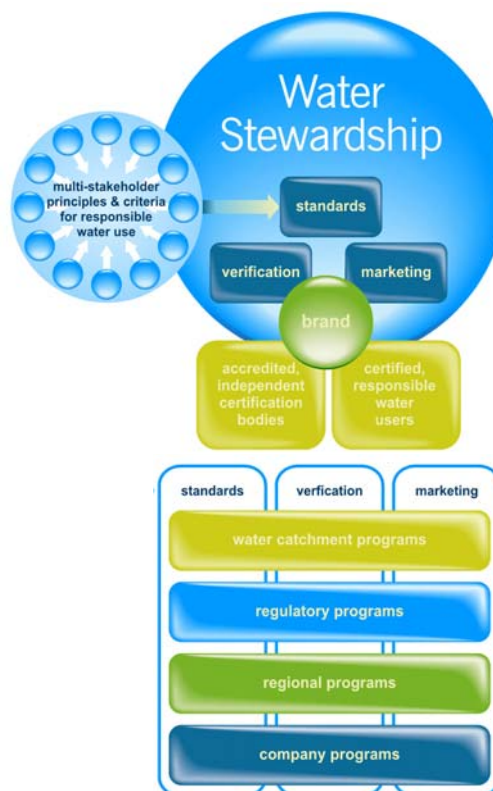 Water
Stewardship
multi-stakeholder
principles & criteria
for responsible
water use
standards
verification
marketing
brand
accredited,
independent
certification
bodies
certified,
responsible
water
users
standards
verfication
marketing
water catchment programs
regulatory programs
regional programs
company programs